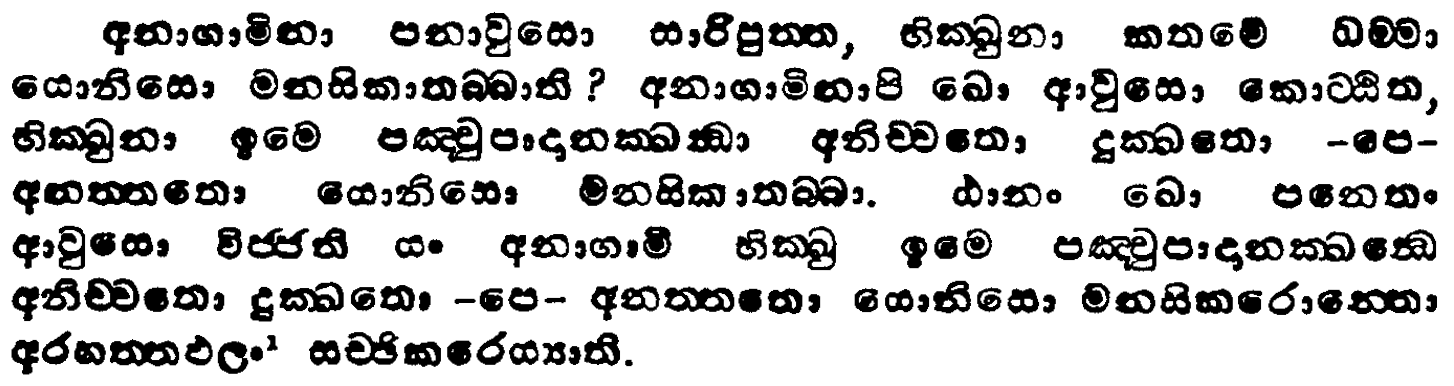 අනාගාමිනා පනාවුසො සාරිපුත්ත, භික්ඛුනා කතමෙ ධම්මා
යොනිසො මනසිකාතබ්බාති? අනාගාමිනාපි ඛො ආවුසො කොට්ඨිත,
භික්ඛුනා ඉමෙ පඤ්චුපාදානක්ඛන්ධා අනිච්චතො දුක්ඛතො -පෙ-
අනත්තතො යොනිසො මනසිකාතබ්බා. ඨානං ඛො පනෙතං
ආවුසො විජ්ජති යං අනාගාමී භික්ඛු ඉමෙ පඤ්චුපාදානක්ඛන්ධෙ
අනිච්චතො දුක්ඛතො -පෙ- අනත්තතො යොනිසො මනසිකරොන්තො
අරහත්තඵලං¹ සච්ඡිකරෙය්‍යාති.